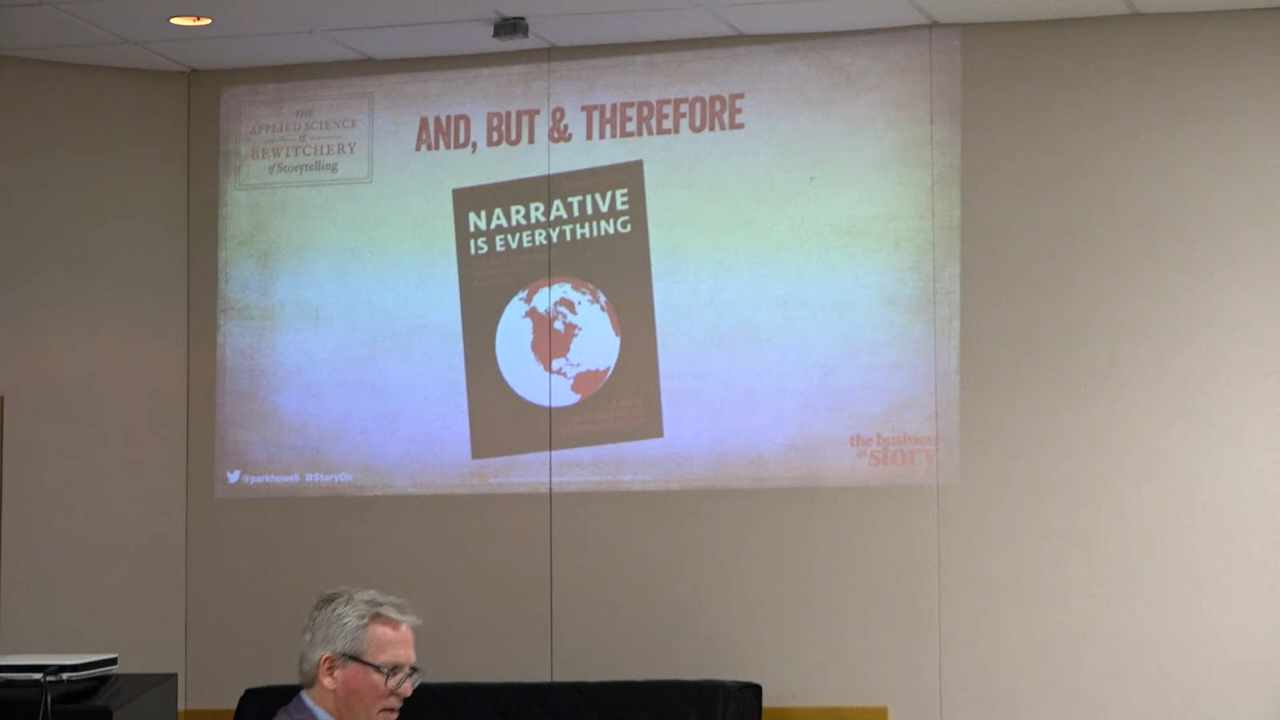 THE
APPLIED SCIENCE
of
BEWITCHERY
of Storytelling
AND, BUT & THEREFORE
NARRATIVE
IS EVERYTHING
@parkhowell #StoryOn
the business
of
story